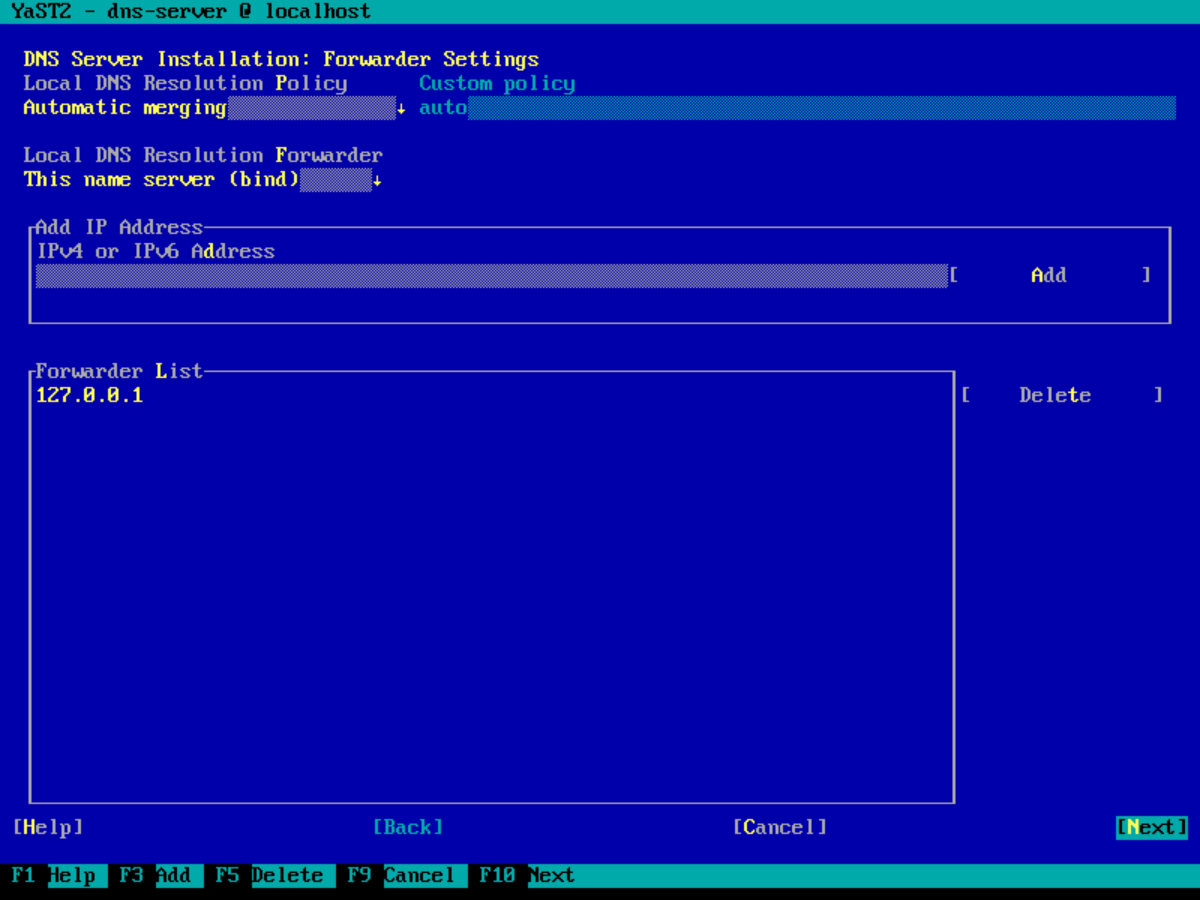 YaST2 - dns-server @ localhost
DNS Server Installation: Forwarder Settings
Local DNS Resolution Policy Custom policy
Automatic merging↓ auto
Local DNS Resolution Forwarder
This name server (bind)↓
Add IP Address
IPv4 or IPv6 Address
[ Add ]
Forwarder List
127.0.0.1 [ Delete ]
[Help] [Back] [Cancel] [Next]
F1 Help F3 Add F5 Delete F9 Cancel F10 Next